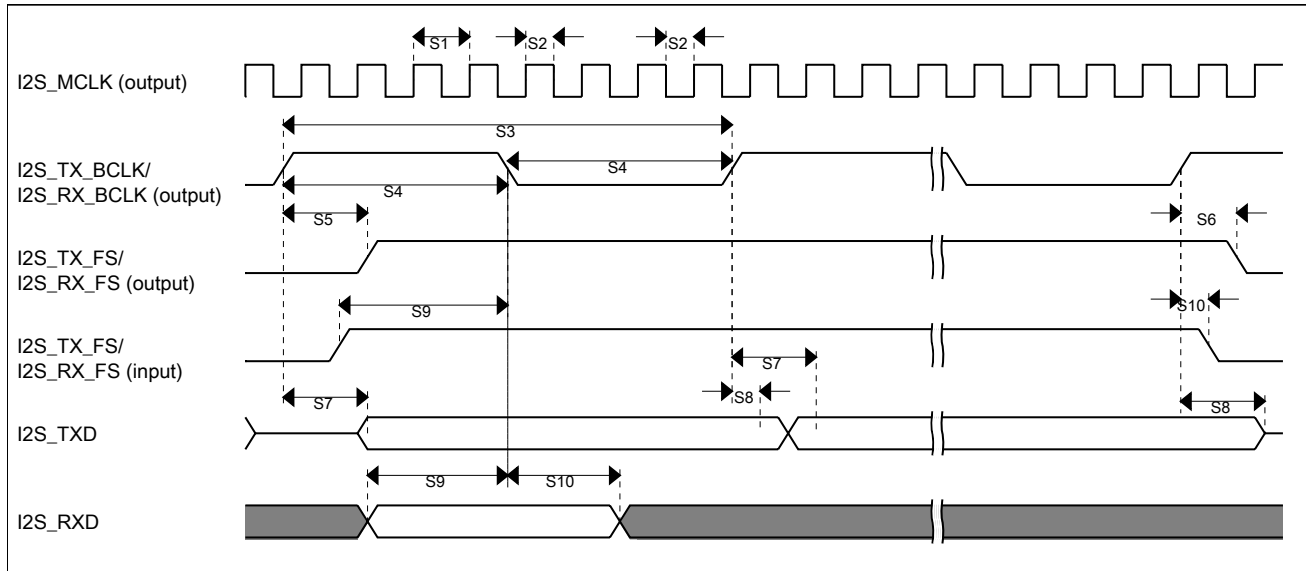 S1 S2 S2
I2S_MCLK (output)
S3
I2S_TX_BCLK/
I2S_RX_BCLK (output)
S4
S4
S5
S6
I2S_TX_FS/
I2S_RX_FS (output)
S9
S10
I2S_TX_FS/
I2S_RX_FS (input)
S7
S7
S8
S8
I2S_TXD
S9
S10
I2S_RXD